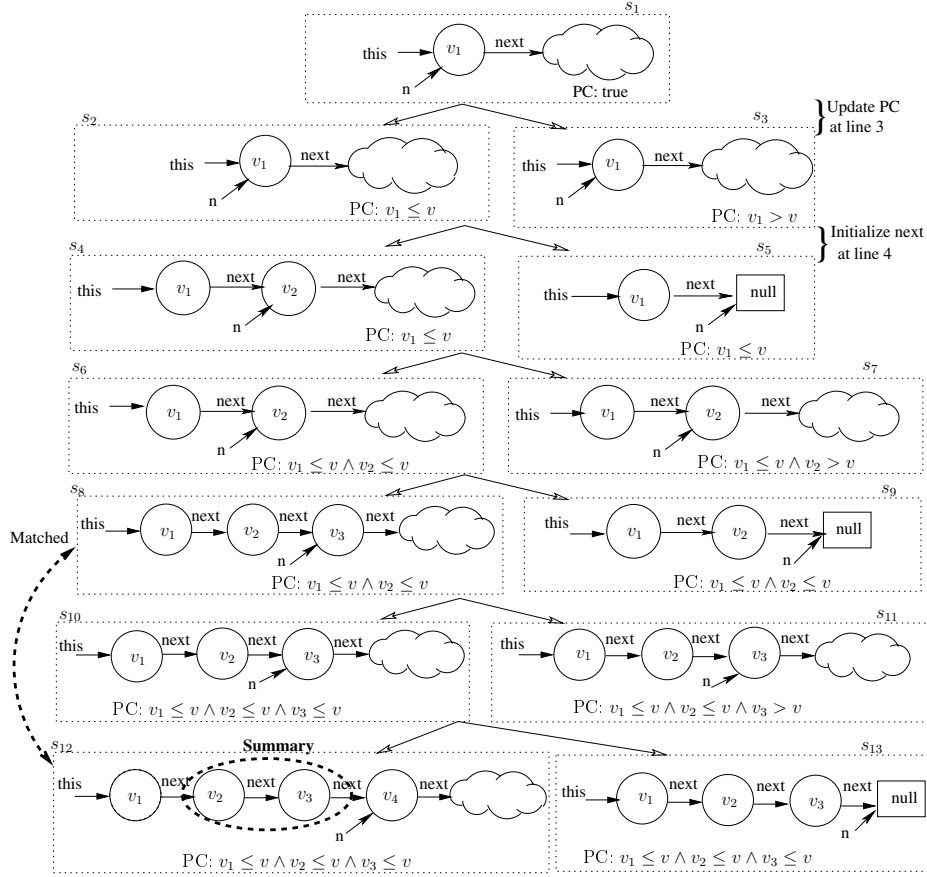 s1
this
v1
next
n
PC: true
Update PC
at line 3
s2
this
v1
next
n
PC: v1 ≤ v
s3
this
v1
next
n
PC: v1 > v
Initialize next
at line 4
s4
this
v1
next
v2
next
n
PC: v1 ≤ v
s5
this
v1
next
null
n
PC: v1 ≤ v
s6
this
v1
next
v2
next
n
PC: v1 ≤ v ∧ v2 ≤ v
s7
this
v1
next
v2
next
n
PC: v1 ≤ v ∧ v2 > v
Matched
s8
this
v1
next
v2
next
v3
next
n
PC: v1 ≤ v ∧ v2 ≤ v
s9
this
v1
next
v2
next
null
n
PC: v1 ≤ v ∧ v2 ≤ v
s10
this
v1
next
v2
next
v3
next
n
PC: v1 ≤ v ∧ v2 ≤ v ∧ v3 ≤ v
s11
this
v1
next
v2
next
v3
next
n
PC: v1 ≤ v ∧ v2 ≤ v ∧ v3 > v
s12
Summary
this
v1
next
v2
next
v3
next
v4
next
n
PC: v1 ≤ v ∧ v2 ≤ v ∧ v3 ≤ v
s13
this
v1
next
v2
next
v3
next
null
n
PC: v1 ≤ v ∧ v2 ≤ v ∧ v3 ≤ v